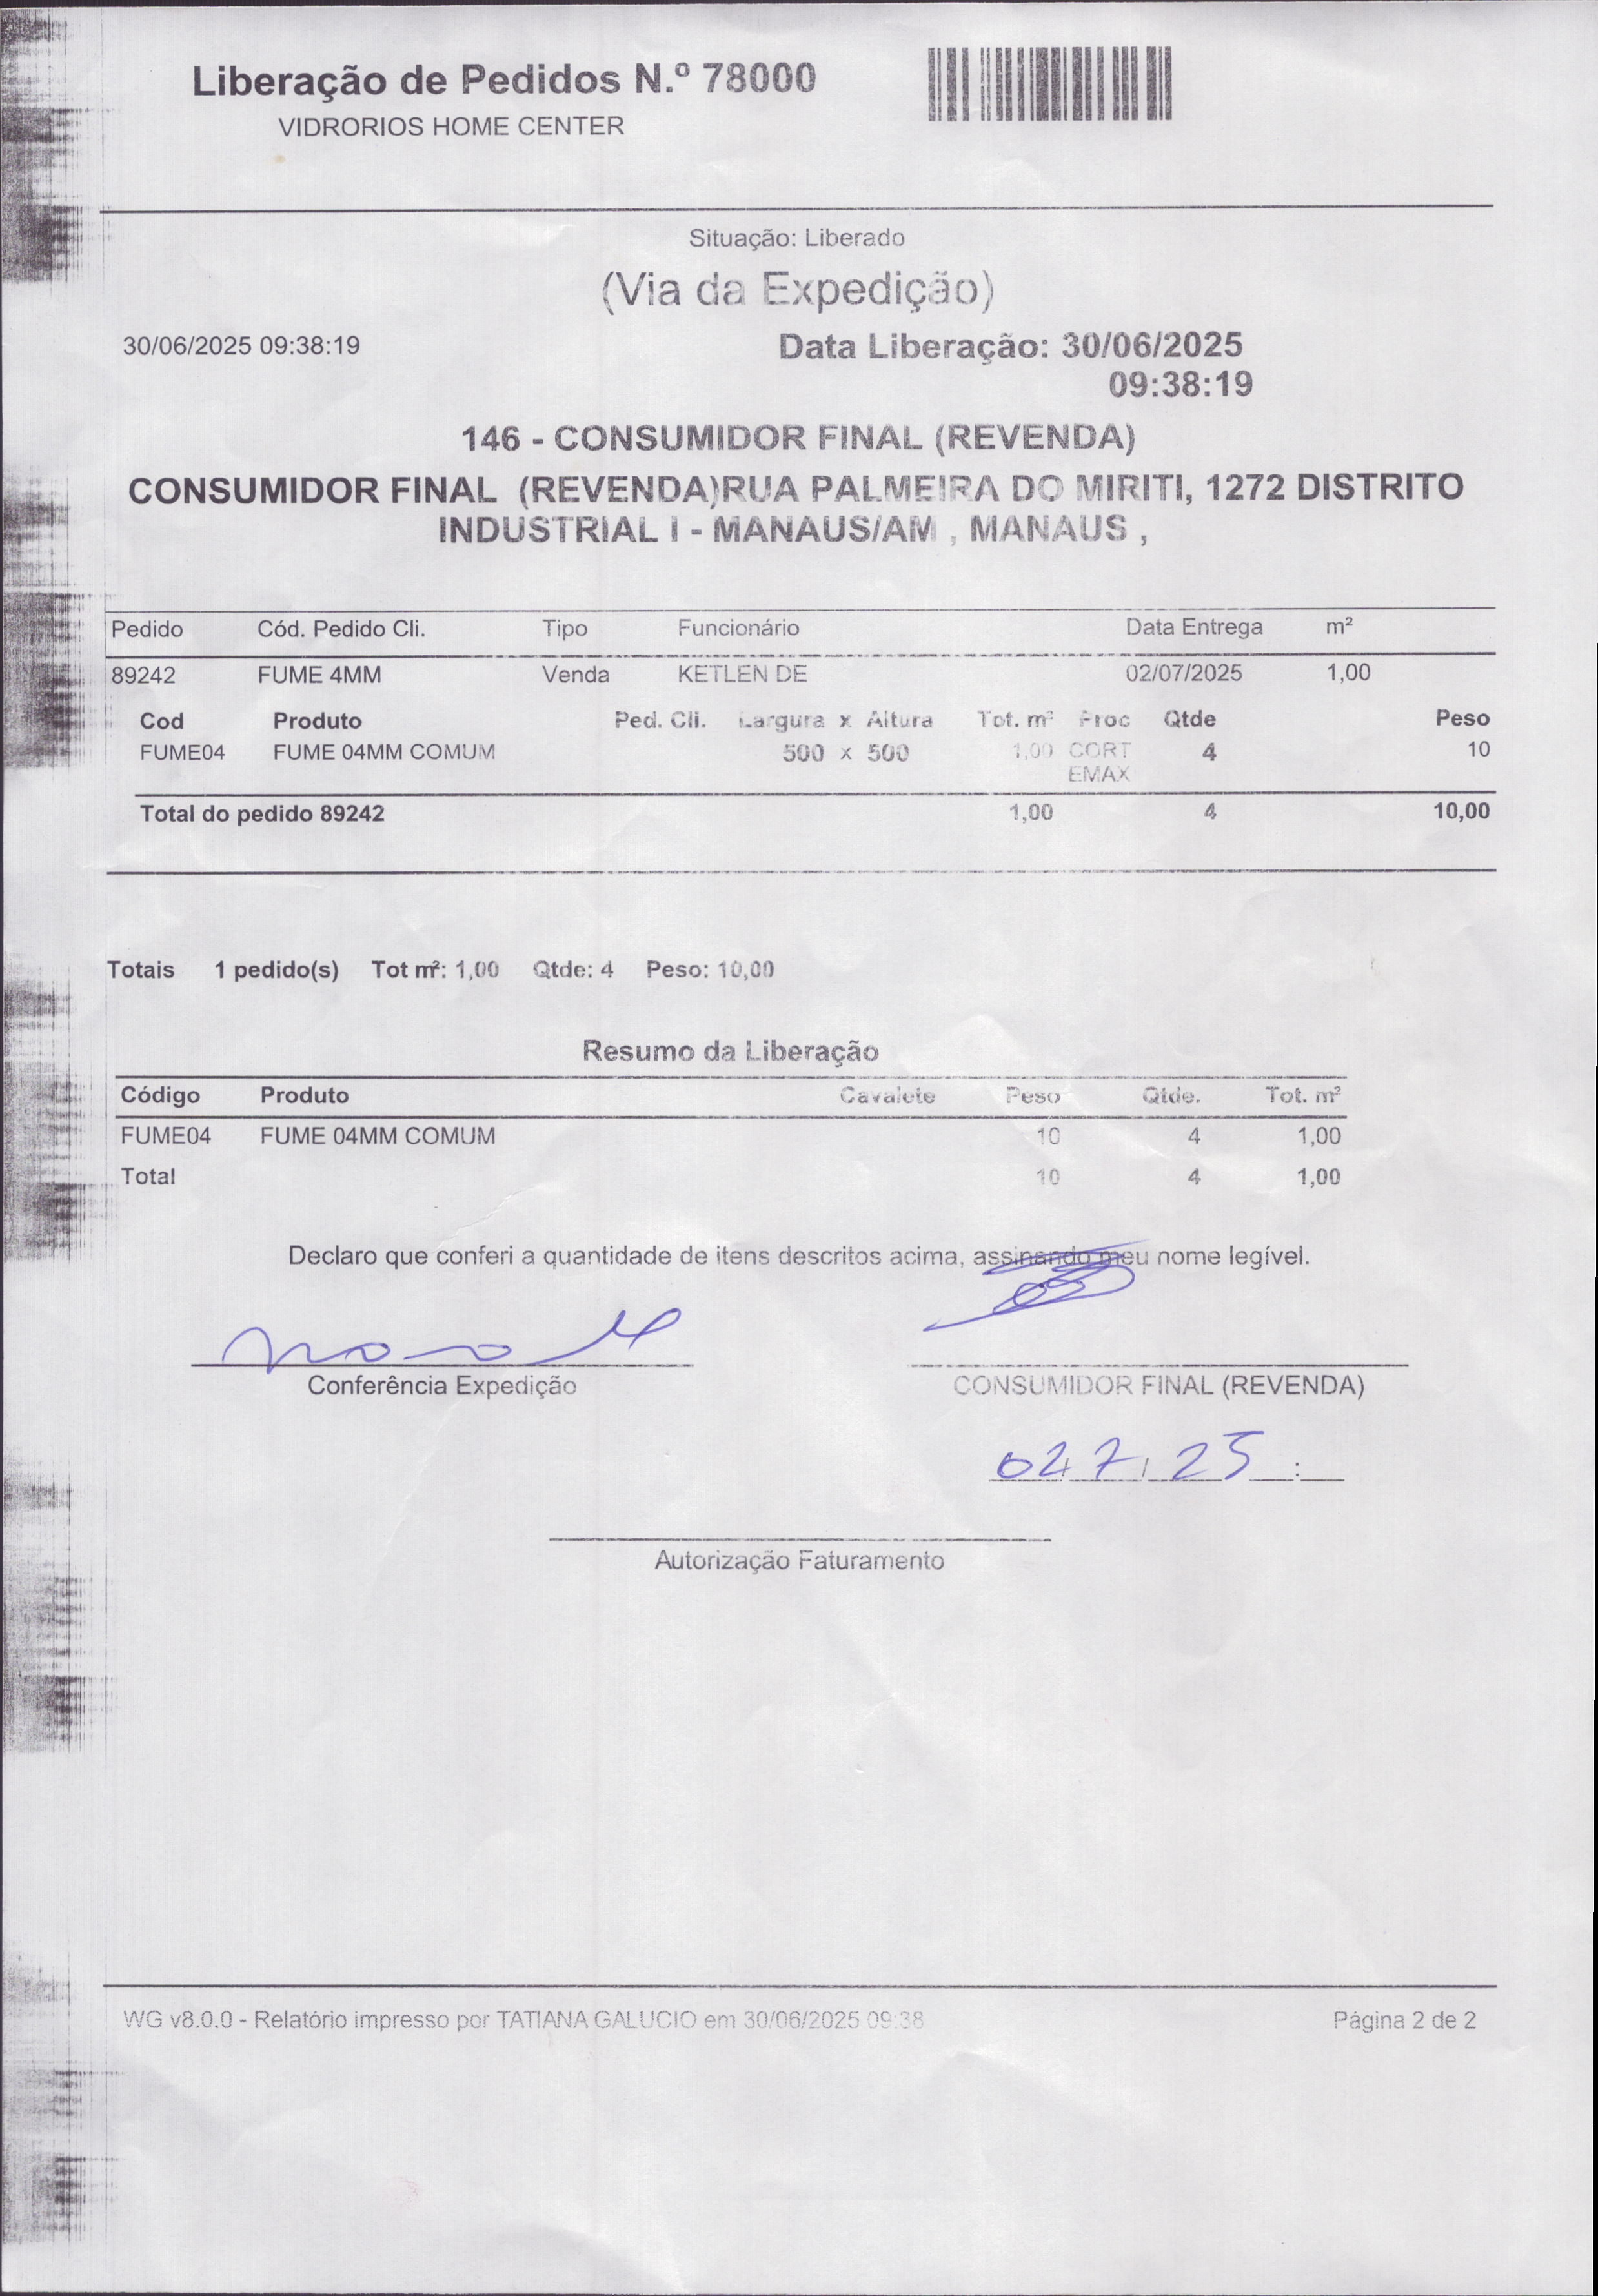 Liberação de Pedidos N.º 78000
VIDRORIOS HOME CENTER
Situação: Liberado
(Via da Expedição)
30/06/2025 09:38:19
Data Liberação: 30/06/2025
09:38:19
146 - CONSUMIDOR FINAL (REVENDA)
CONSUMIDOR FINAL (REVENDA)RUA PALMEIRA DO MIRITI, 1272 DISTRITO
INDUSTRIAL I - MANAUS/AM , MANAUS ,
Pedido Cód. Pedido Cli. Tipo Funcionário Data Entrega m²
89242 FUME 4MM Venda KETLEN DE 02/07/2025 1,00
Cod Produto Ped. Cli. Largura x Altura Tot. m² Proc Qtde Peso
FUME04 FUME 04MM COMUM 500 x 500 1,00 CORT 4 10
EMAX
Total do pedido 89242 1,00 4 10,00
Totais 1 pedido(s) Tot m²: 1,00 Qtde: 4 Peso: 10,00
Resumo da Liberação
Código Produto Cavalete Peso Qtde. Tot. m²
FUME04 FUME 04MM COMUM 10 4 1,00
Total 10 4 1,00
Declaro que conferi a quantidade de itens descritos acima, assinando meu nome legível.
Conferência Expedição
CONSUMIDOR FINAL (REVENDA)
02 7 25 :
Autorização Faturamento
WG v8.0.0 - Relatório impresso por TATIANA GALUCIO em 30/06/2025 09:38
Página 2 de 2